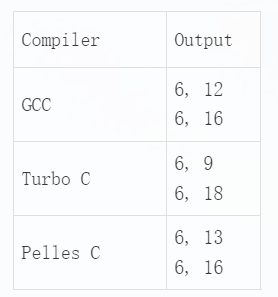 Compiler Output
GCC 6, 12
6, 16
Turbo C 6, 9
6, 18
Pelles C 6, 13
6, 16